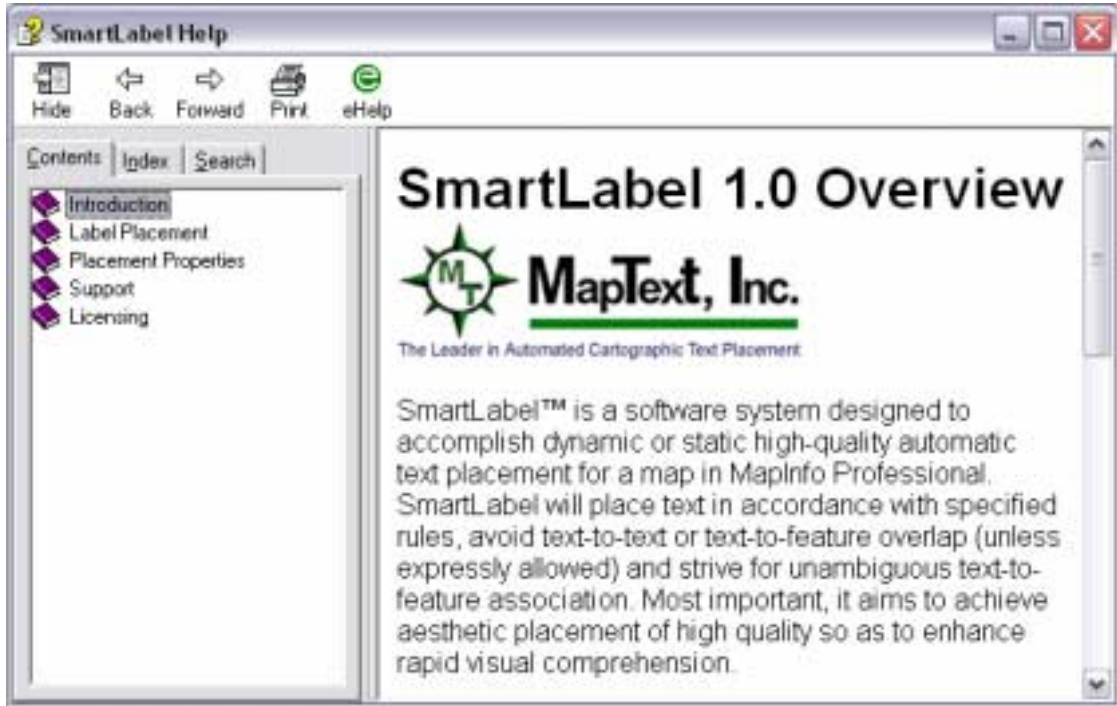 SmartLabel Help
Hide Back Forward Print eHelp
Contents Index Search
Introduction
Label Placement
Placement Properties
Support
Licensing
SmartLabel 1.0 Overview
MT
MapText, Inc.
The Leader in Automated Cartographic Text Placement
SmartLabel™ is a software system designed to
accomplish dynamic or static high-quality automatic
text placement for a map in MapInfo Professional.
SmartLabel will place text in accordance with specified
rules, avoid text-to-text or text-to-feature overlap (unless
expressly allowed) and strive for unambiguous text-to-
feature association. Most important, it aims to achieve
aesthetic placement of high quality so as to enhance
rapid visual comprehension.